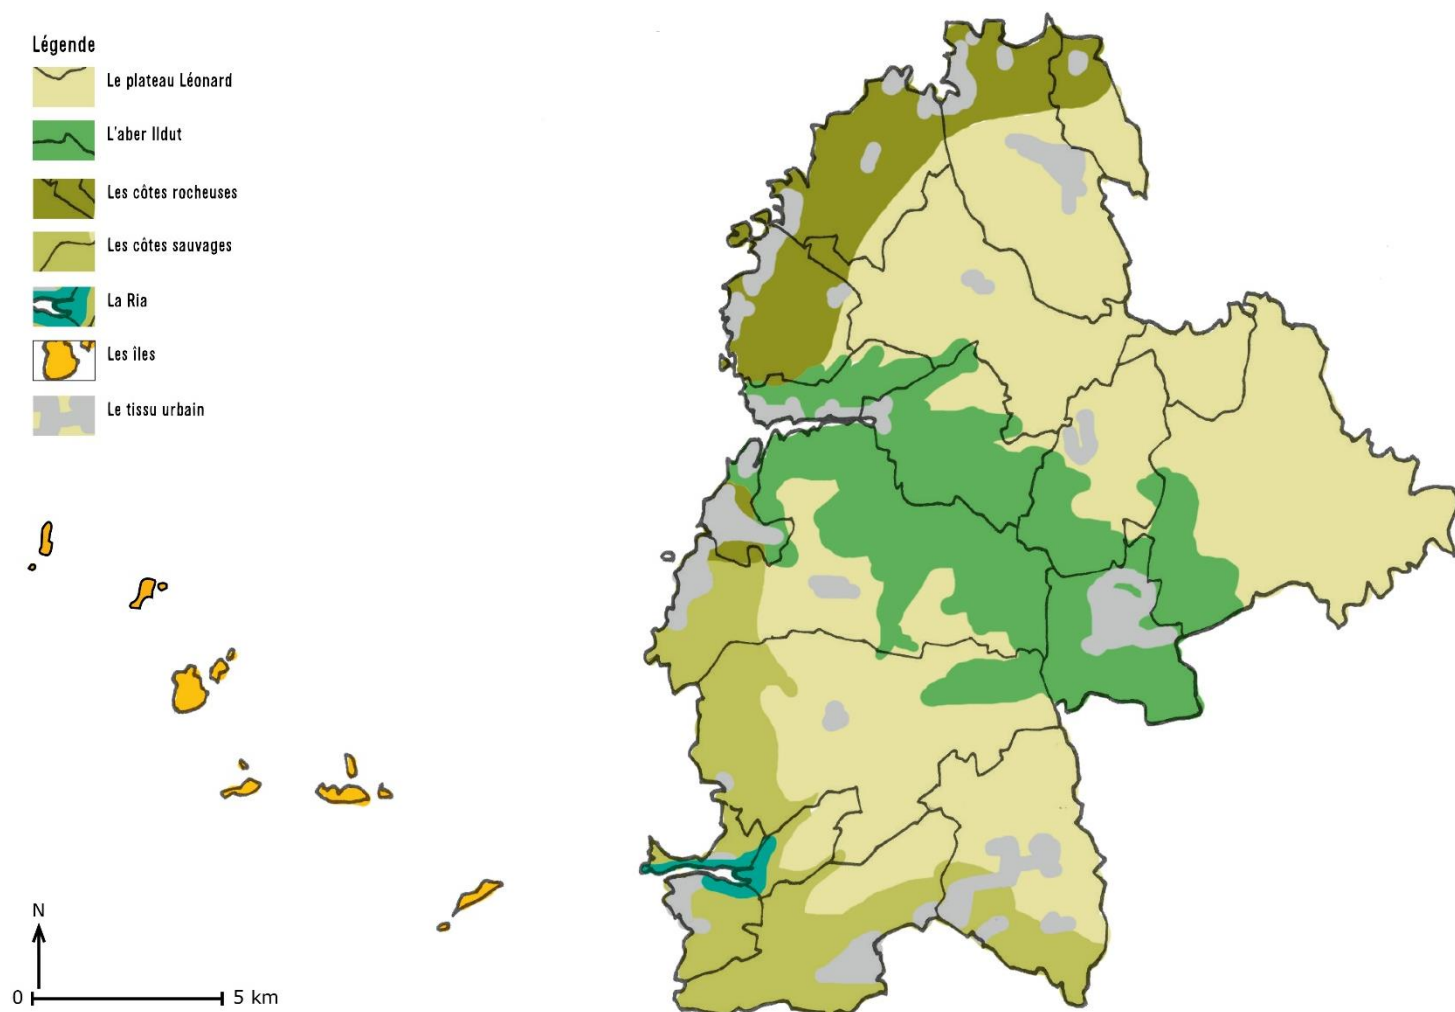 Légende
Le plateau Léonard
L'aber Ildut
Les côtes rocheuses
Les côtes sauvages
La Ria
Les îles
Le tissu urbain
N
0 5 km